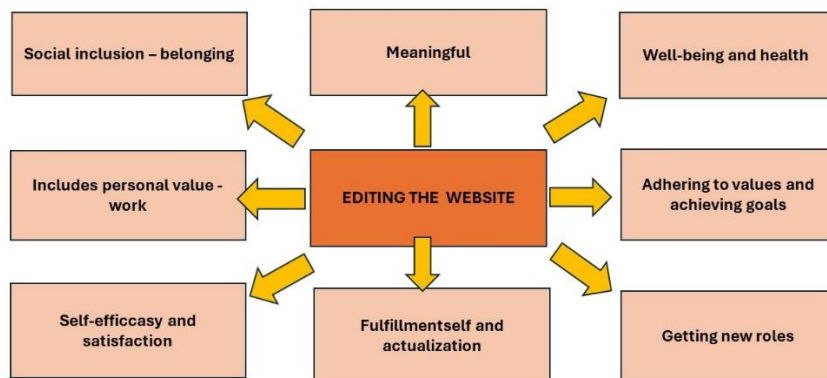 Social inclusion – belonging
Meaningful
Well-being and health
Includes personal value -
work
EDITING THE WEBSITE
Adhering to values and
achieving goals
Self-efficcasy and
satisfaction
Fulfillmentself and
actualization
Getting new roles